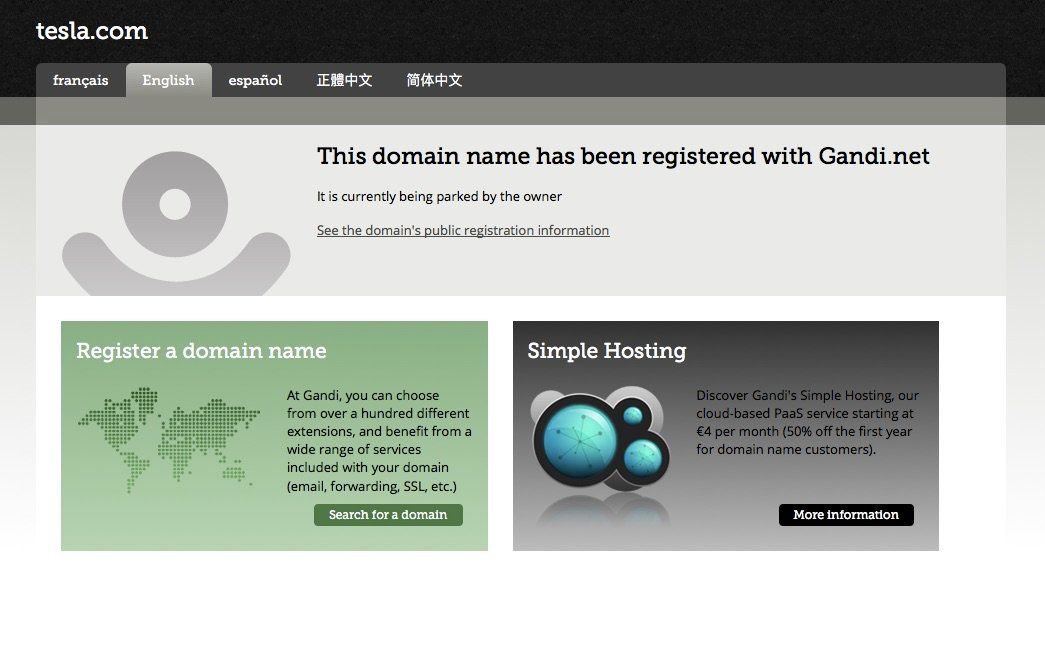 tesla.com
français English español 正體中文 简体中文
This domain name has been registered with Gandi.net
It is currently being parked by the owner
See the domain's public registration information
Register a domain name
At Gandi, you can choose
from over a hundred different
extensions, and benefit from a
wide range of services
included with your domain
(email, forwarding, SSL, etc.)
Search for a domain
Simple Hosting
Discover Gandi's Simple Hosting, our
cloud-based PaaS service starting at
€4 per month (50% off the first year
for domain name customers).
More information